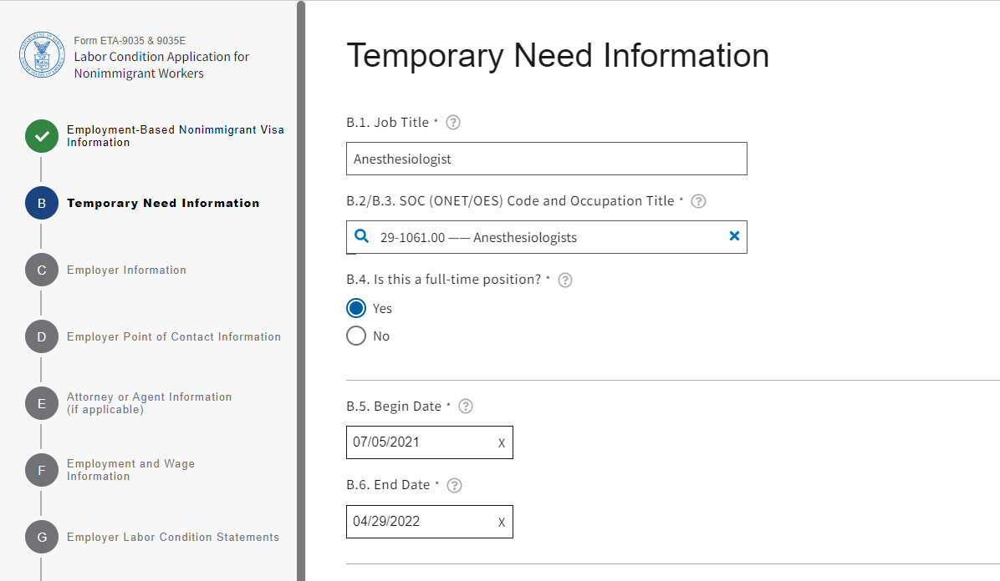 Form ETA-9035 & 9035E
Labor Condition Application for
Nonimmigrant Workers
Employment-Based Nonimmigrant Visa
Information
B Temporary Need Information
C Employer Information
D Employer Point of Contact Information
E Attorney or Agent Information
(if applicable)
F Employment and Wage
Information
G Employer Labor Condition Statements
Temporary Need Information
B.1. Job Title * ?
Anesthesiologist
B.2/B.3. SOC (ONET/OES) Code and Occupation Title * ?
29-1061.00 —— Anesthesiologists
B.4. Is this a full-time position? * ?
Yes
No
B.5. Begin Date * ?
07/05/2021 X
B.6. End Date * ?
04/29/2022 X